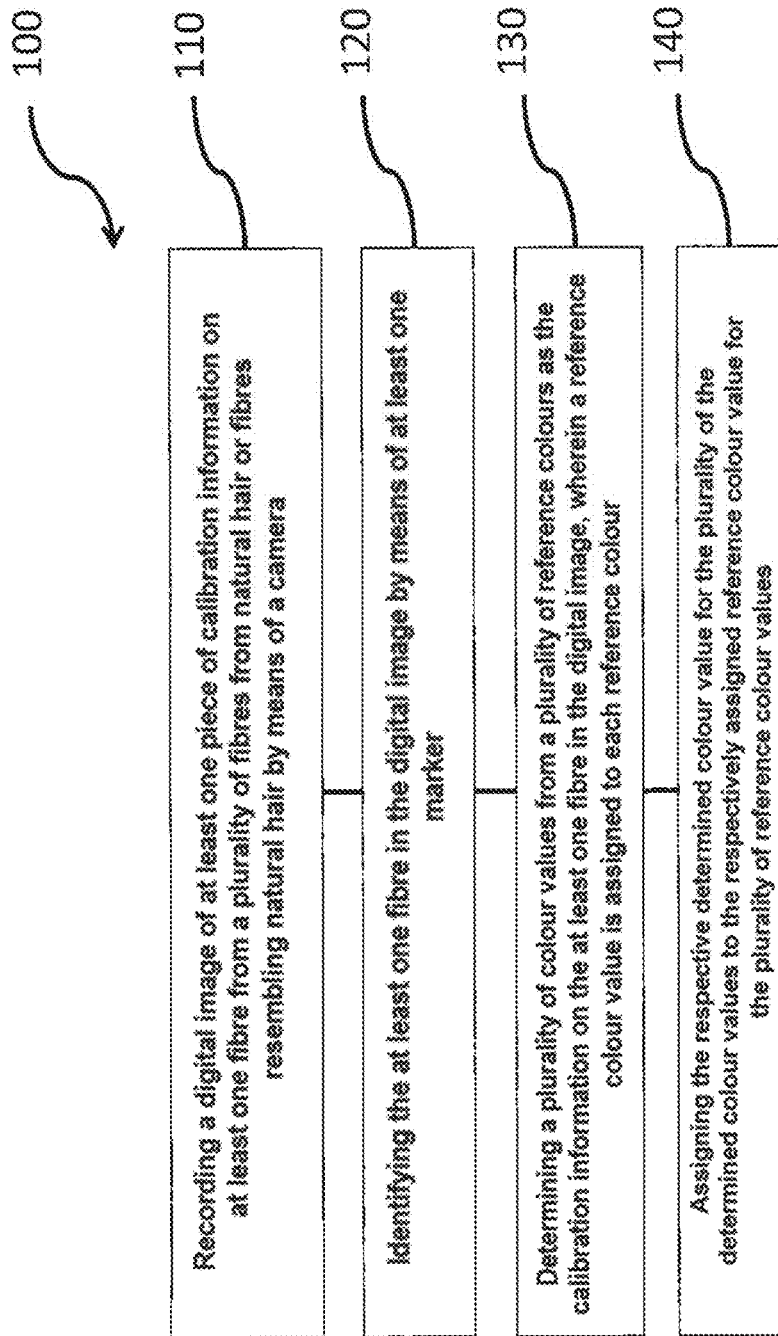 100
Recording a digital image of at least one piece of calibration information on
at least one fibre from a plurality of fibres from natural hair or fibres
resembling natural hair by means of a camera
110
Identifying the at least one fibre in the digital image by means of at least one
marker
120
Determining a plurality of colour values from a plurality of reference colours as the
calibration information on the at least one fibre in the digital image, wherein a reference
colour value is assigned to each reference colour
130
Assigning the respective determined colour value for the plurality of the
determined colour values to the respectively assigned reference colour value for
the plurality of reference colour values
140